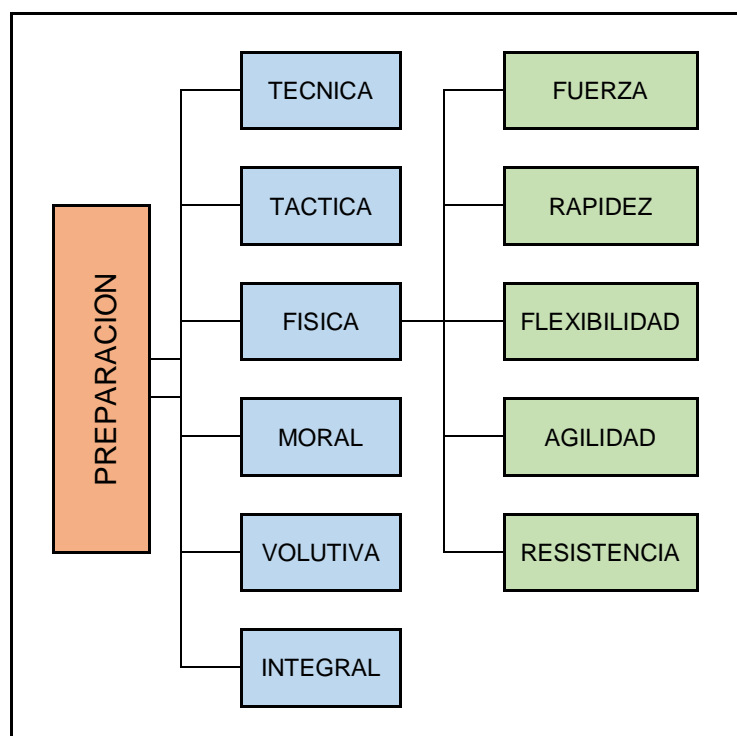 PREPARACION
TECNICA
TACTICA
FISICA
MORAL
VOLUTIVA
INTEGRAL
FUERZA
RAPIDEZ
FLEXIBILIDAD
AGILIDAD
RESISTENCIA